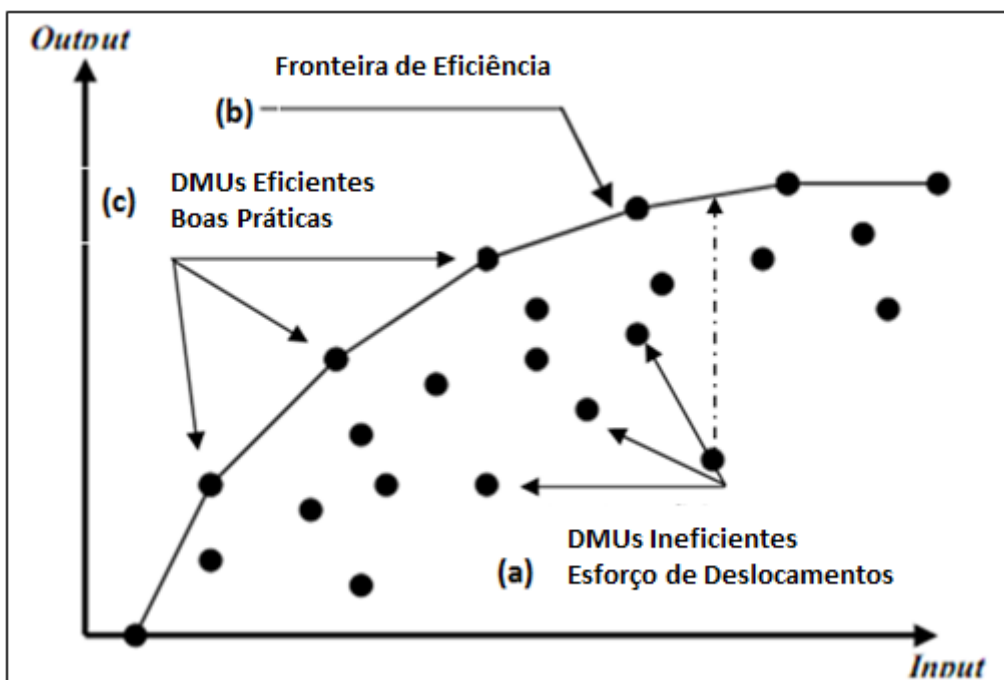 Output
Fronteira de Eficiência
(b)
(c)
DMUs Eficientes
Boas Práticas
DMUs Ineficientes
(a)
Esforço de Deslocamentos
Input